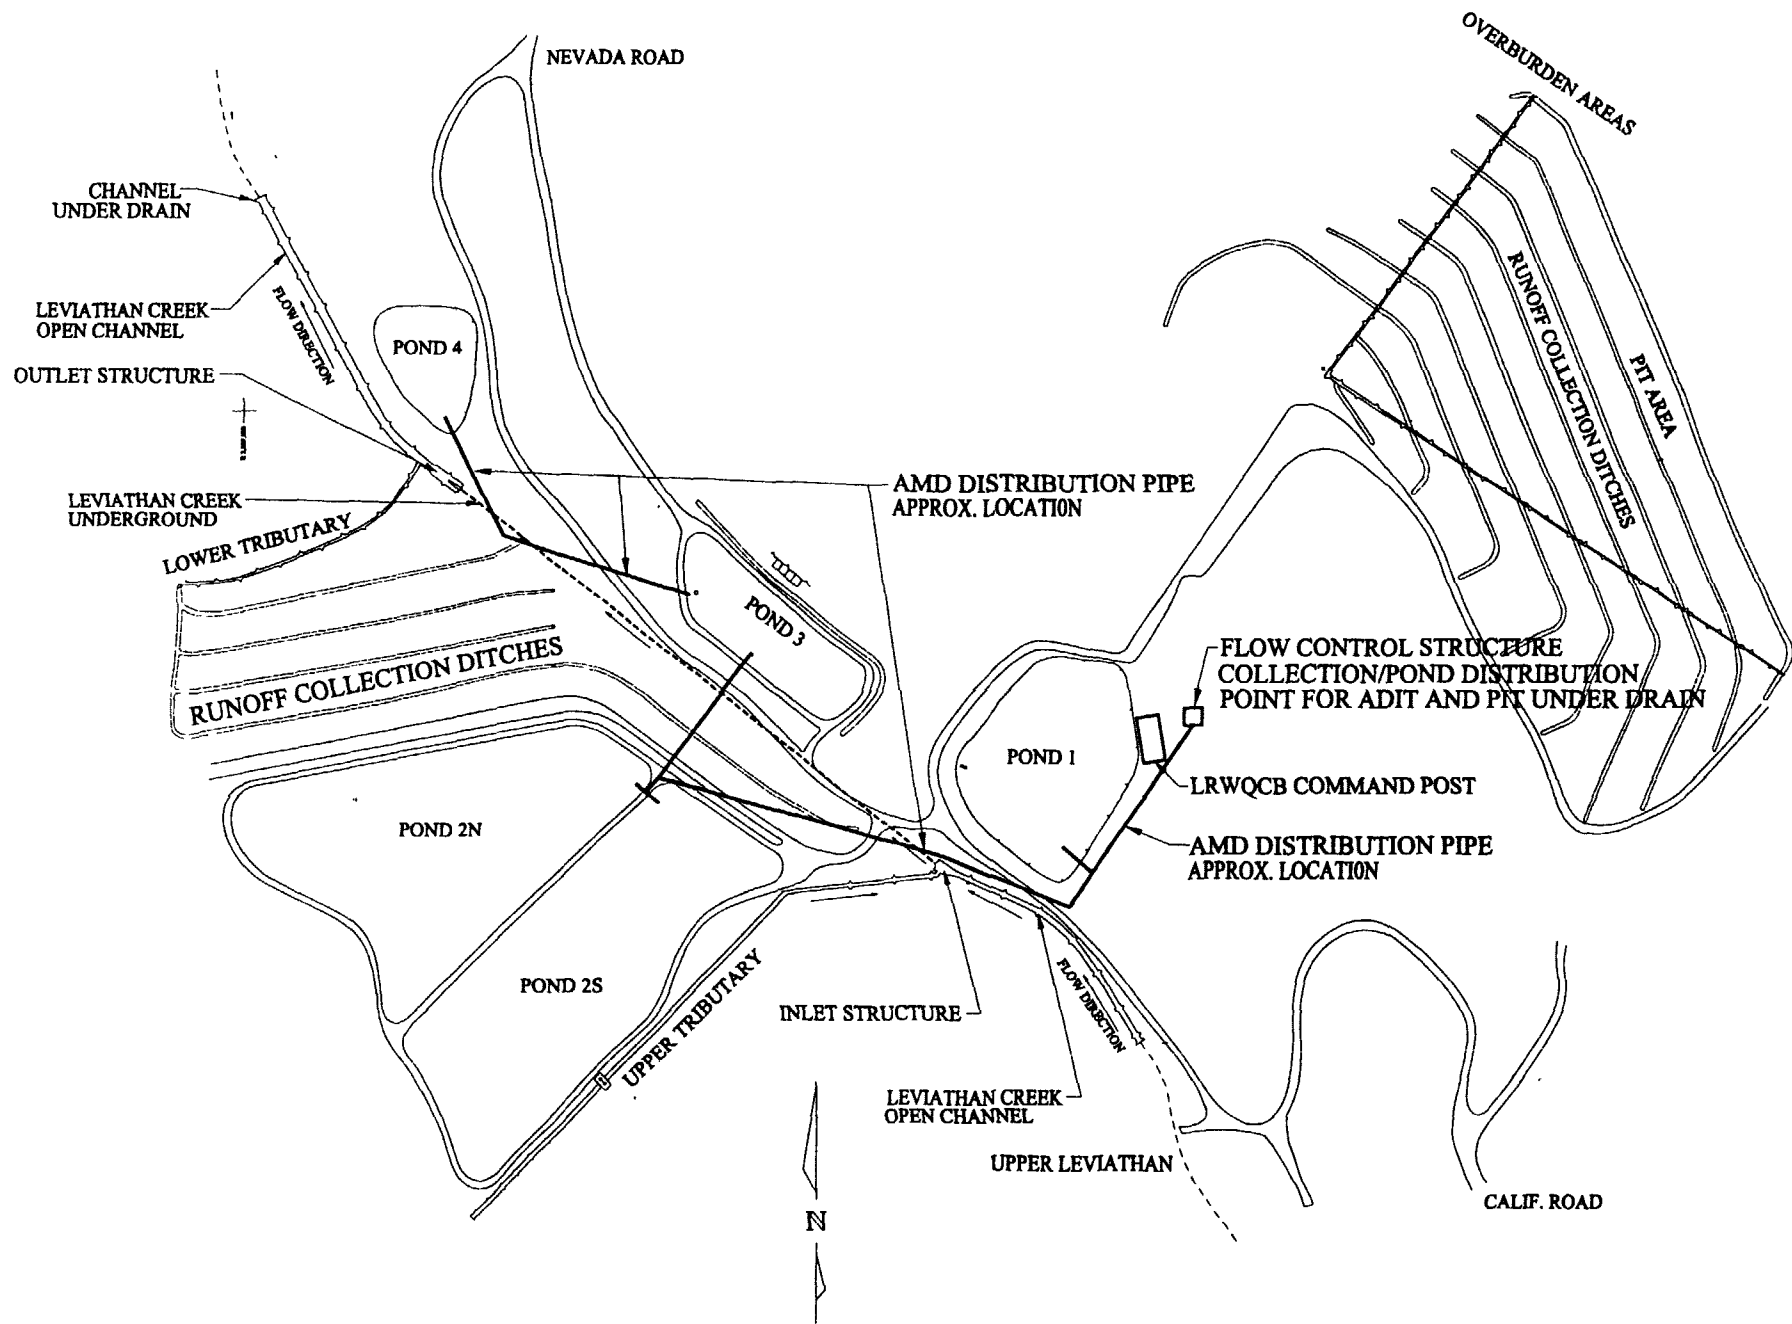 OVERBURDEN AREAS
NEVADA ROAD
CHANNEL
UNDER DRAIN
LEVIATHAN CREEK
OPEN CHANNEL
FLOW DIRECTION
POND 4
OUTLET STRUCTURE
RUNOFF COLLECTION DITCHES
PIT AREA
AMD DISTRIBUTION PIPE
APPROX. LOCATION
LEVIATHAN CREEK
UNDERGROUND
LOWER TRIBUTARY
POND 3
RUNOFF COLLECTION DITCHES
FLOW CONTROL STRUCTURE
COLLECTION/POND DISTRIBUTION
POINT FOR ADIT AND PIT UNDER DRAIN
POND 1
LRWQCB COMMAND POST
POND 2N
AMD DISTRIBUTION PIPE
APPROX. LOCATION
POND 2S
UPPER TRIBUTARY
INLET STRUCTURE
FLOW DIRECTION
LEVIATHAN CREEK
OPEN CHANNEL
UPPER LEVIATHAN
CALIF. ROAD
N